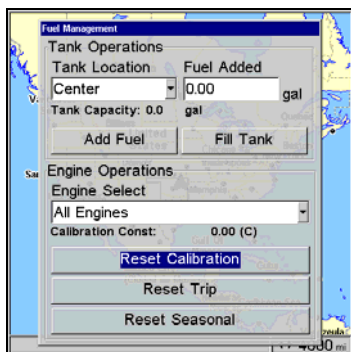 Fuel Management
Tank Operations
Tank Location Fuel Added
Center 0.00 gal
Tank Capacity: 0.0 gal
Add Fuel Fill Tank
Engine Operations
Engine Select
All Engines
Calibration Const: 0.00 (C)
Reset Calibration
Reset Trip
Reset Seasonal
mi